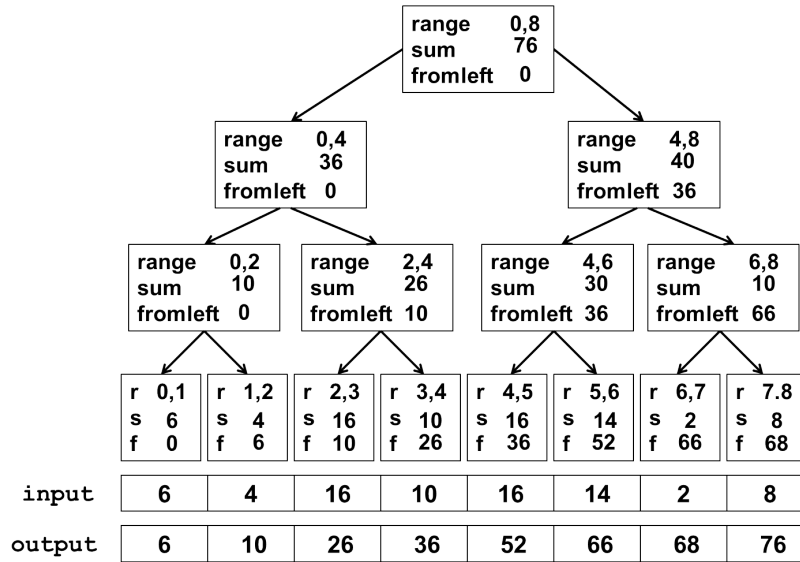 range 0,8
sum 76
fromleft 0
range 0,4
sum 36
fromleft 0
range 4,8
sum 40
fromleft 36
range 0,2
sum 10
fromleft 0
range 2,4
sum 26
fromleft 10
range 4,6
sum 30
fromleft 36
range 6,8
sum 10
fromleft 66
r 0,1
s 6
f 0
r 1,2
s 4
f 6
r 2,3
s 16
f 10
r 3,4
s 10
f 26
r 4,5
s 16
f 36
r 5,6
s 14
f 52
r 6,7
s 2
f 66
r 7.8
s 8
f 68
input 6 4 16 10 16 14 2 8
output 6 10 26 36 52 66 68 76